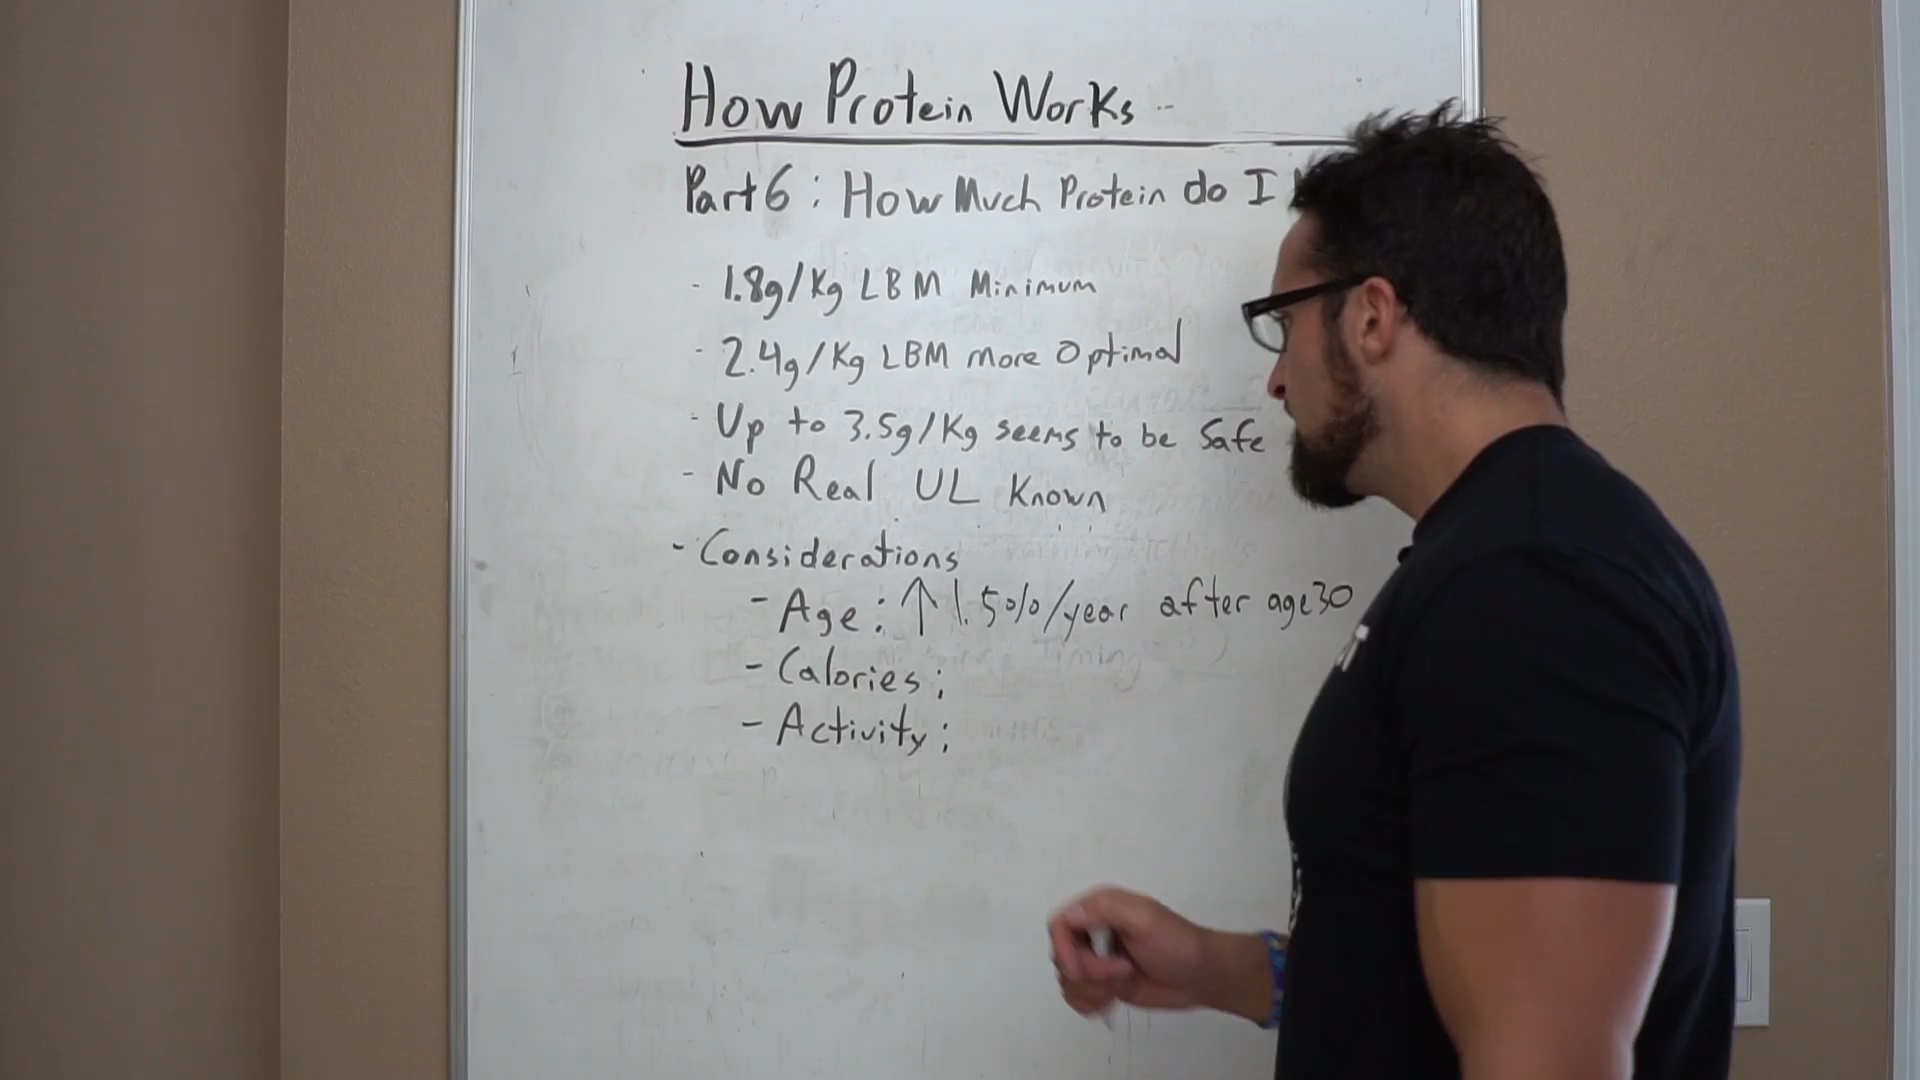 How Protein Works
Part 6: How Much Protein do I
- 1.8g/Kg LBM Minimum
- 2.4g/Kg LBM more Optimal
- Up to 3.5g/Kg seems to be Safe
- No Real UL Known
- Considerations
- Age: ↑ 1.5%/year after age 30
- Calories:
- Activity: